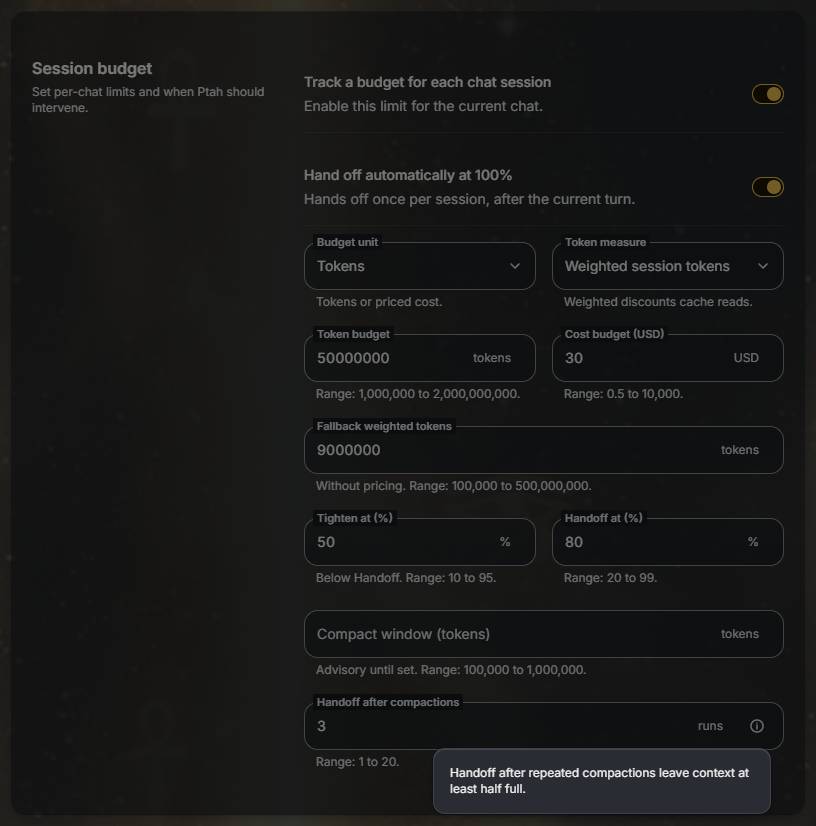 Session budget
Set per-chat limits and when Ptah should
intervene.
Track a budget for each chat session
Enable this limit for the current chat.
Hand off automatically at 100%
Hands off once per session, after the current turn.
Budget unit
Tokens
Tokens or priced cost.
Token measure
Weighted session tokens
Weighted discounts cache reads.
Token budget
50000000 tokens
Range: 1,000,000 to 2,000,000,000.
Cost budget (USD)
30 USD
Range: 0.5 to 10,000.
Fallback weighted tokens
9000000 tokens
Without pricing. Range: 100,000 to 500,000,000.
Tighten at (%)
50 %
Below Handoff. Range: 10 to 95.
Handoff at (%)
80 %
Range: 20 to 99.
Compact window (tokens) tokens
Advisory until set. Range: 100,000 to 1,000,000.
Handoff after compactions
3 runs
Range: 1 to 20.
Handoff after repeated compactions leave context at
least half full.